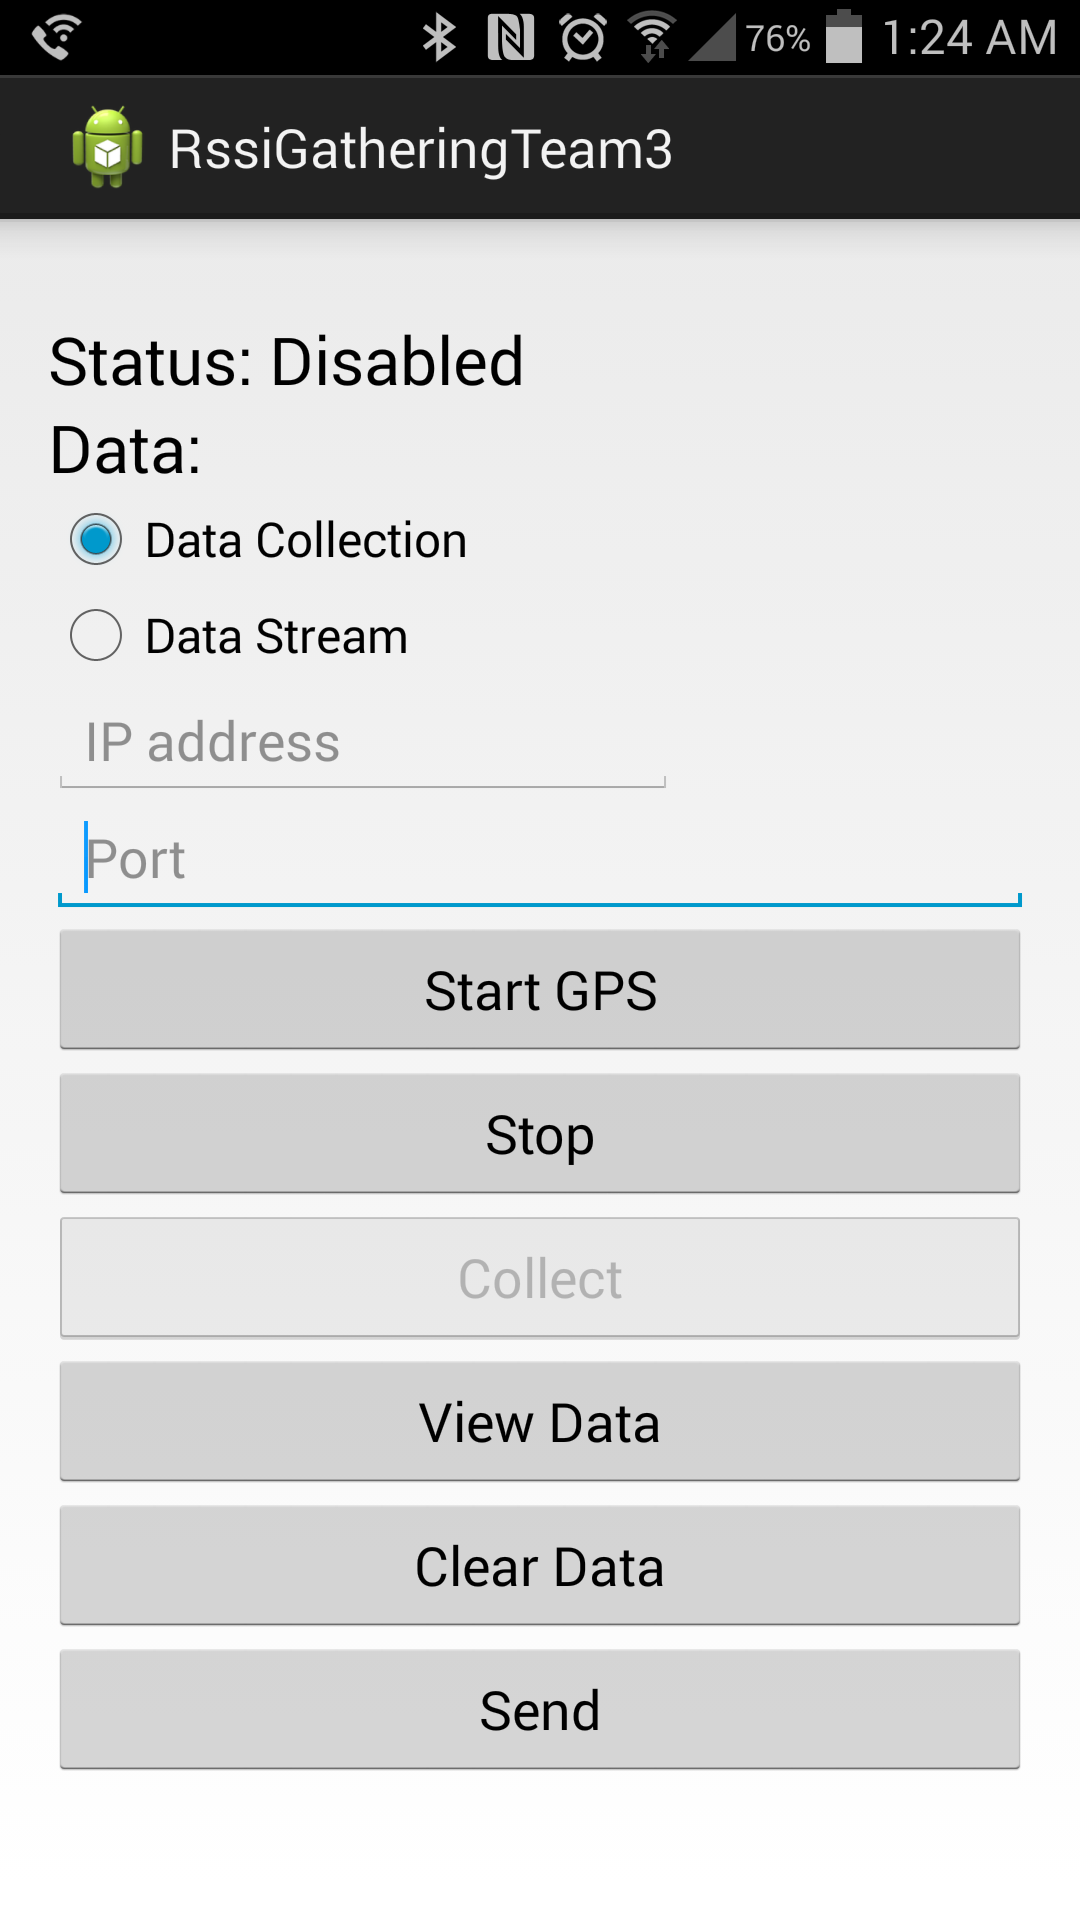 76% 1:24 AM
RssiGatheringTeam3
Status: Disabled
Data:
Data Collection
Data Stream
IP address
Port
Start GPS
Stop
Collect
View Data
Clear Data
Send